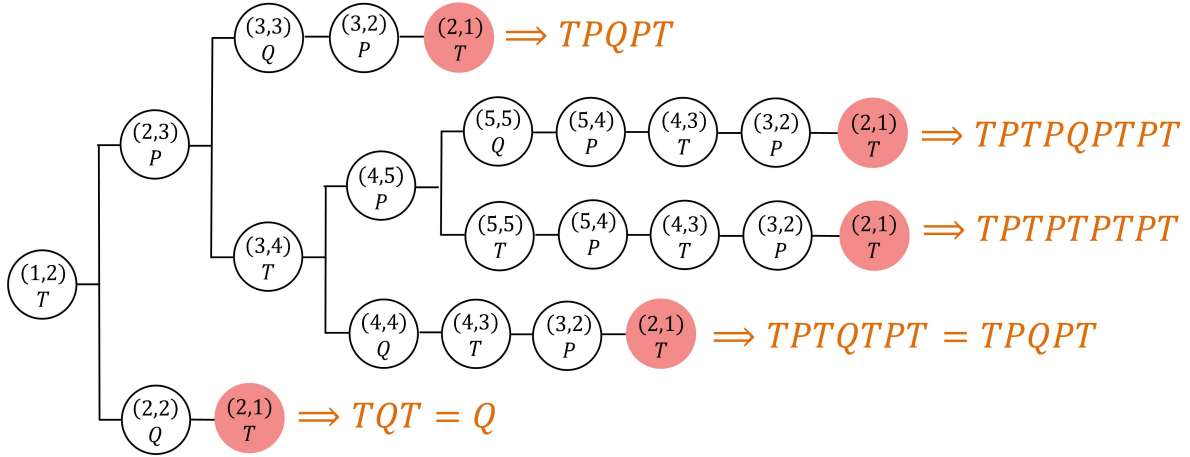 (3,3) Q
(3,2) P
(2,1) T
⟹ TPQPT
(2,3) P
(5,5) Q
(5,4) P
(4,3) T
(3,2) P
(2,1) T
⟹ TPTPQPTPT
(4,5) P
(5,5) T
(5,4) P
(4,3) T
(3,2) P
(2,1) T
⟹ TPTPTPTPT
(3,4) T
(1,2) T
(4,4) Q
(4,3) T
(3,2) P
(2,1) T
⟹ TPTQTPT = TPQPT
(2,2) Q
(2,1) T
⟹ TQT = Q